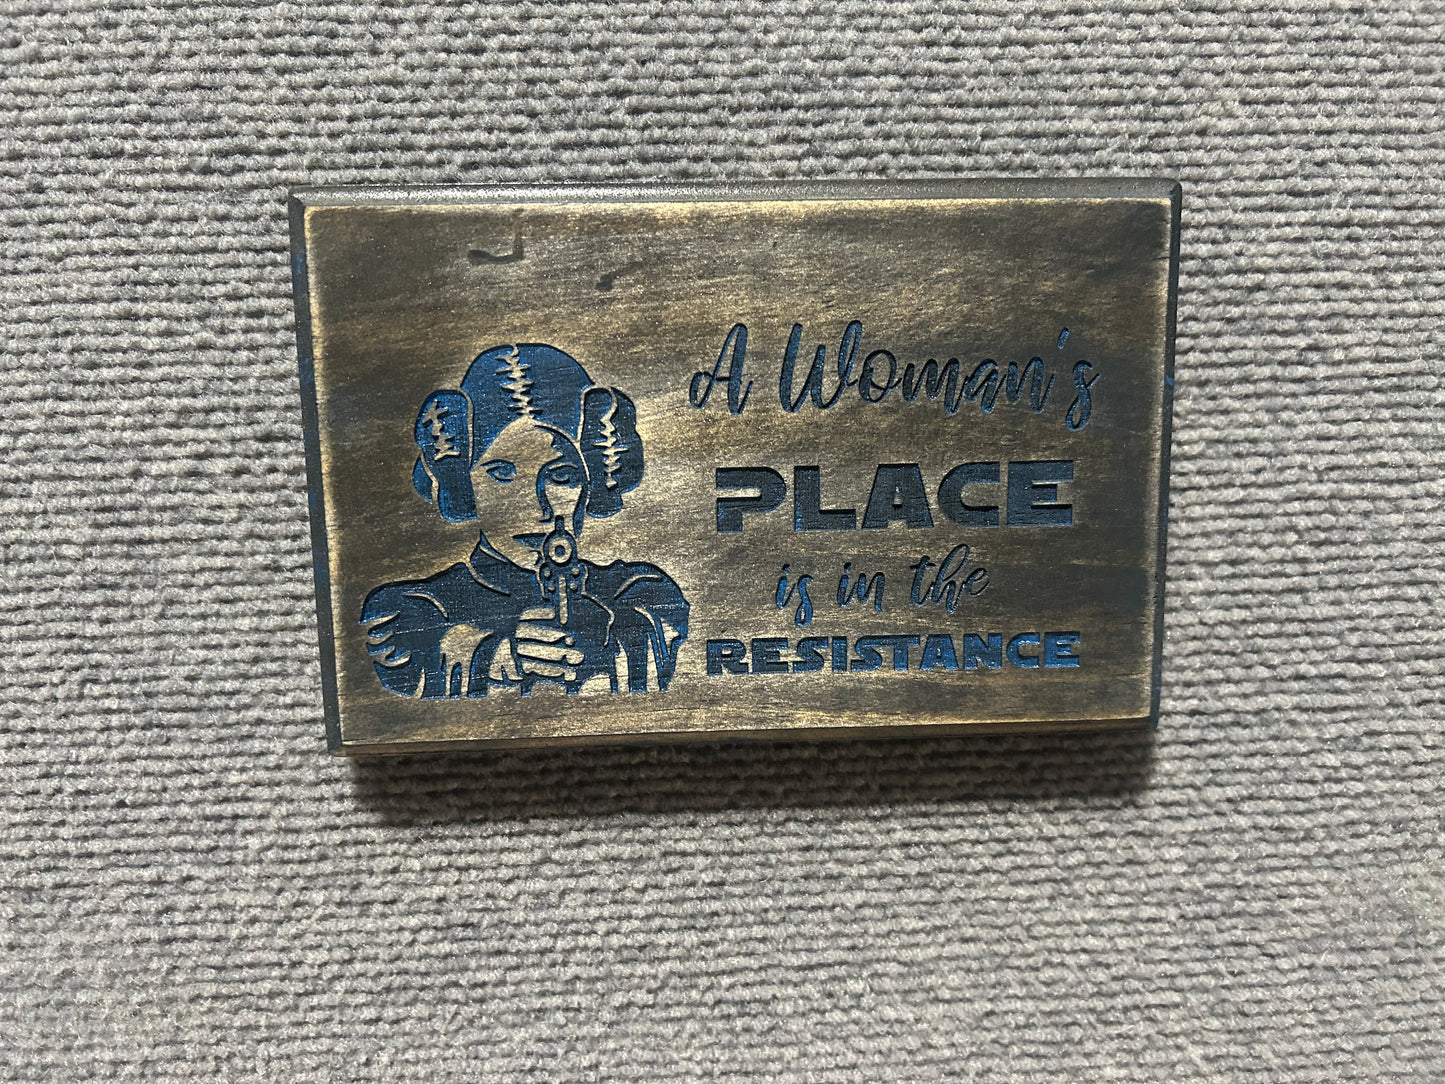 A Woman's
PLACE
is in the
RESISTANCE